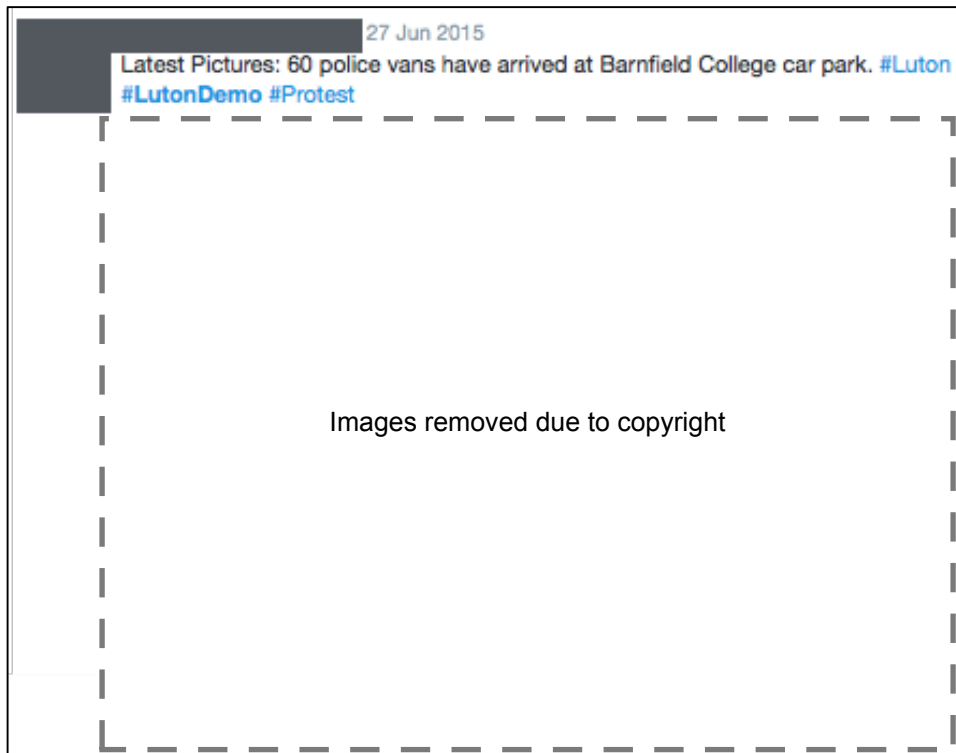 27 Jun 2015
Latest Pictures: 60 police vans have arrived at Barnfield College car park. #Luton
#LutonDemo #Protest
Images removed due to copyright